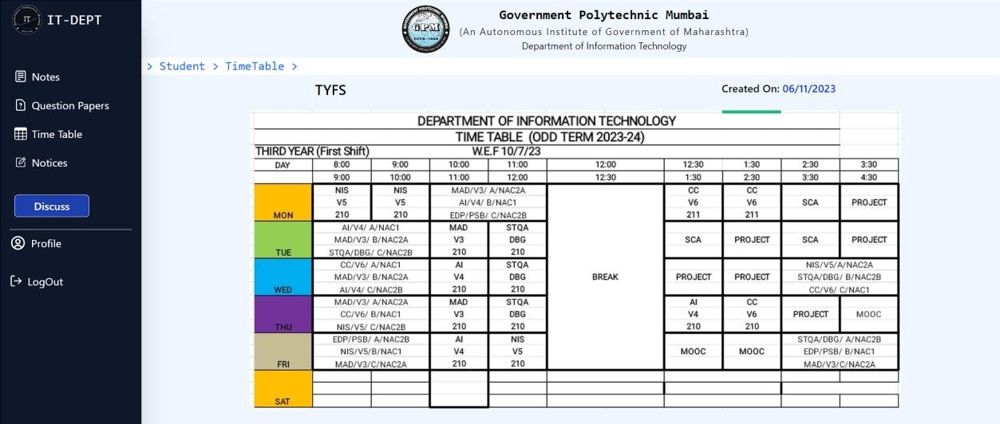 IT
IT-DEPT
Notes
Question Papers
Time Table
Notices
Discuss
Profile
LogOut
GOVERNMENT POLYTECHNIC MUMBAI
GPM
ESTD-1960
Government Polytechnic Mumbai
(An Autonomous Institute of Government of Maharashtra)
Department of Information Technology
> Student > TimeTable >
TYFS
Created On: 06/11/2023
DEPARTMENT OF INFORMATION TECHNOLOGY
TIME TABLE (ODD TERM 2023-24)
THIRD YEAR (First Shift) W.E.F 10/7/23
DAY 8:00 9:00 10:00 11:00 12:00 12:30 1:30 2:30 3:30
9:00 10:00 11:00 12:00 12:30 1:30 2:30 3:30 4:30
NIS NIS MAD/V3/ A/NAC2A CC CC
V5 V5 AI/V4/ B/NAC1 V6 V6 SCA PROJECT
MON 210 210 EDP/PSB/ C/NAC2B 211 211
AI/V4/ A/NAC1 MAD STQA
MAD/V3/ B/NAC2A V3 DBG SCA PROJECT SCA PROJECT
TUE STQA/DBG/ C/NAC2B 210 210
CC/V6/ A/NAC1 AI STQA NIS/V5/A/NAC2A
MAD/V3/ B/NAC2A V4 DBG BREAK PROJECT PROJECT STQA/DBG/ B/NAC2B
WED AI/V4/ C/NAC2B 210 210 CC/V6/ C/NAC1
MAD/V3/ A/NAC2A MAD STQA AI CC
CC/V6/ B/NAC1 V3 DBG V4 V6 PROJECT MOOC
THU NIS/V5/ C/NAC2B 210 210 210 210
EDP/PSB/ A/NAC2B AI NIS STQA/DBG/ A/NAC2B
NIS/V5/B/NAC1 V4 V5 MOOC MOOC EDP/PSB/ B/NAC1
FRI MAD/V3/C/NAC2A 210 210 MAD/V3/C/NAC2A
SAT